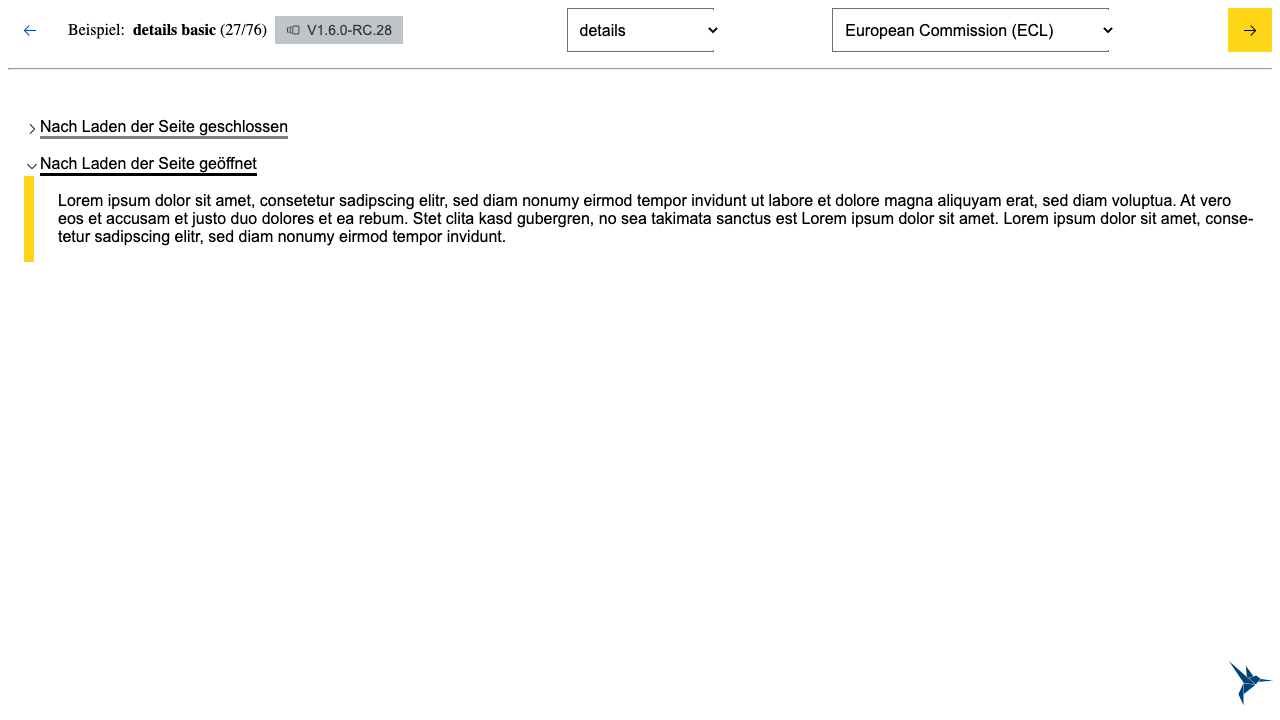 Beispiel: details basic (27/76) V1.6.0-RC.28 details European Commission (ECL)
Nach Laden der Seite geschlossen
Nach Laden der Seite geöffnet
Lorem ipsum dolor sit amet, consetetur sadipscing elitr, sed diam nonumy eirmod tempor invidunt ut labore et dolore magna aliquyam erat, sed diam voluptua. At vero
eos et accusam et justo duo dolores et ea rebum. Stet clita kasd gubergren, no sea takimata sanctus est Lorem ipsum dolor sit amet. Lorem ipsum dolor sit amet, conse-
tetur sadipscing elitr, sed diam nonumy eirmod tempor invidunt.